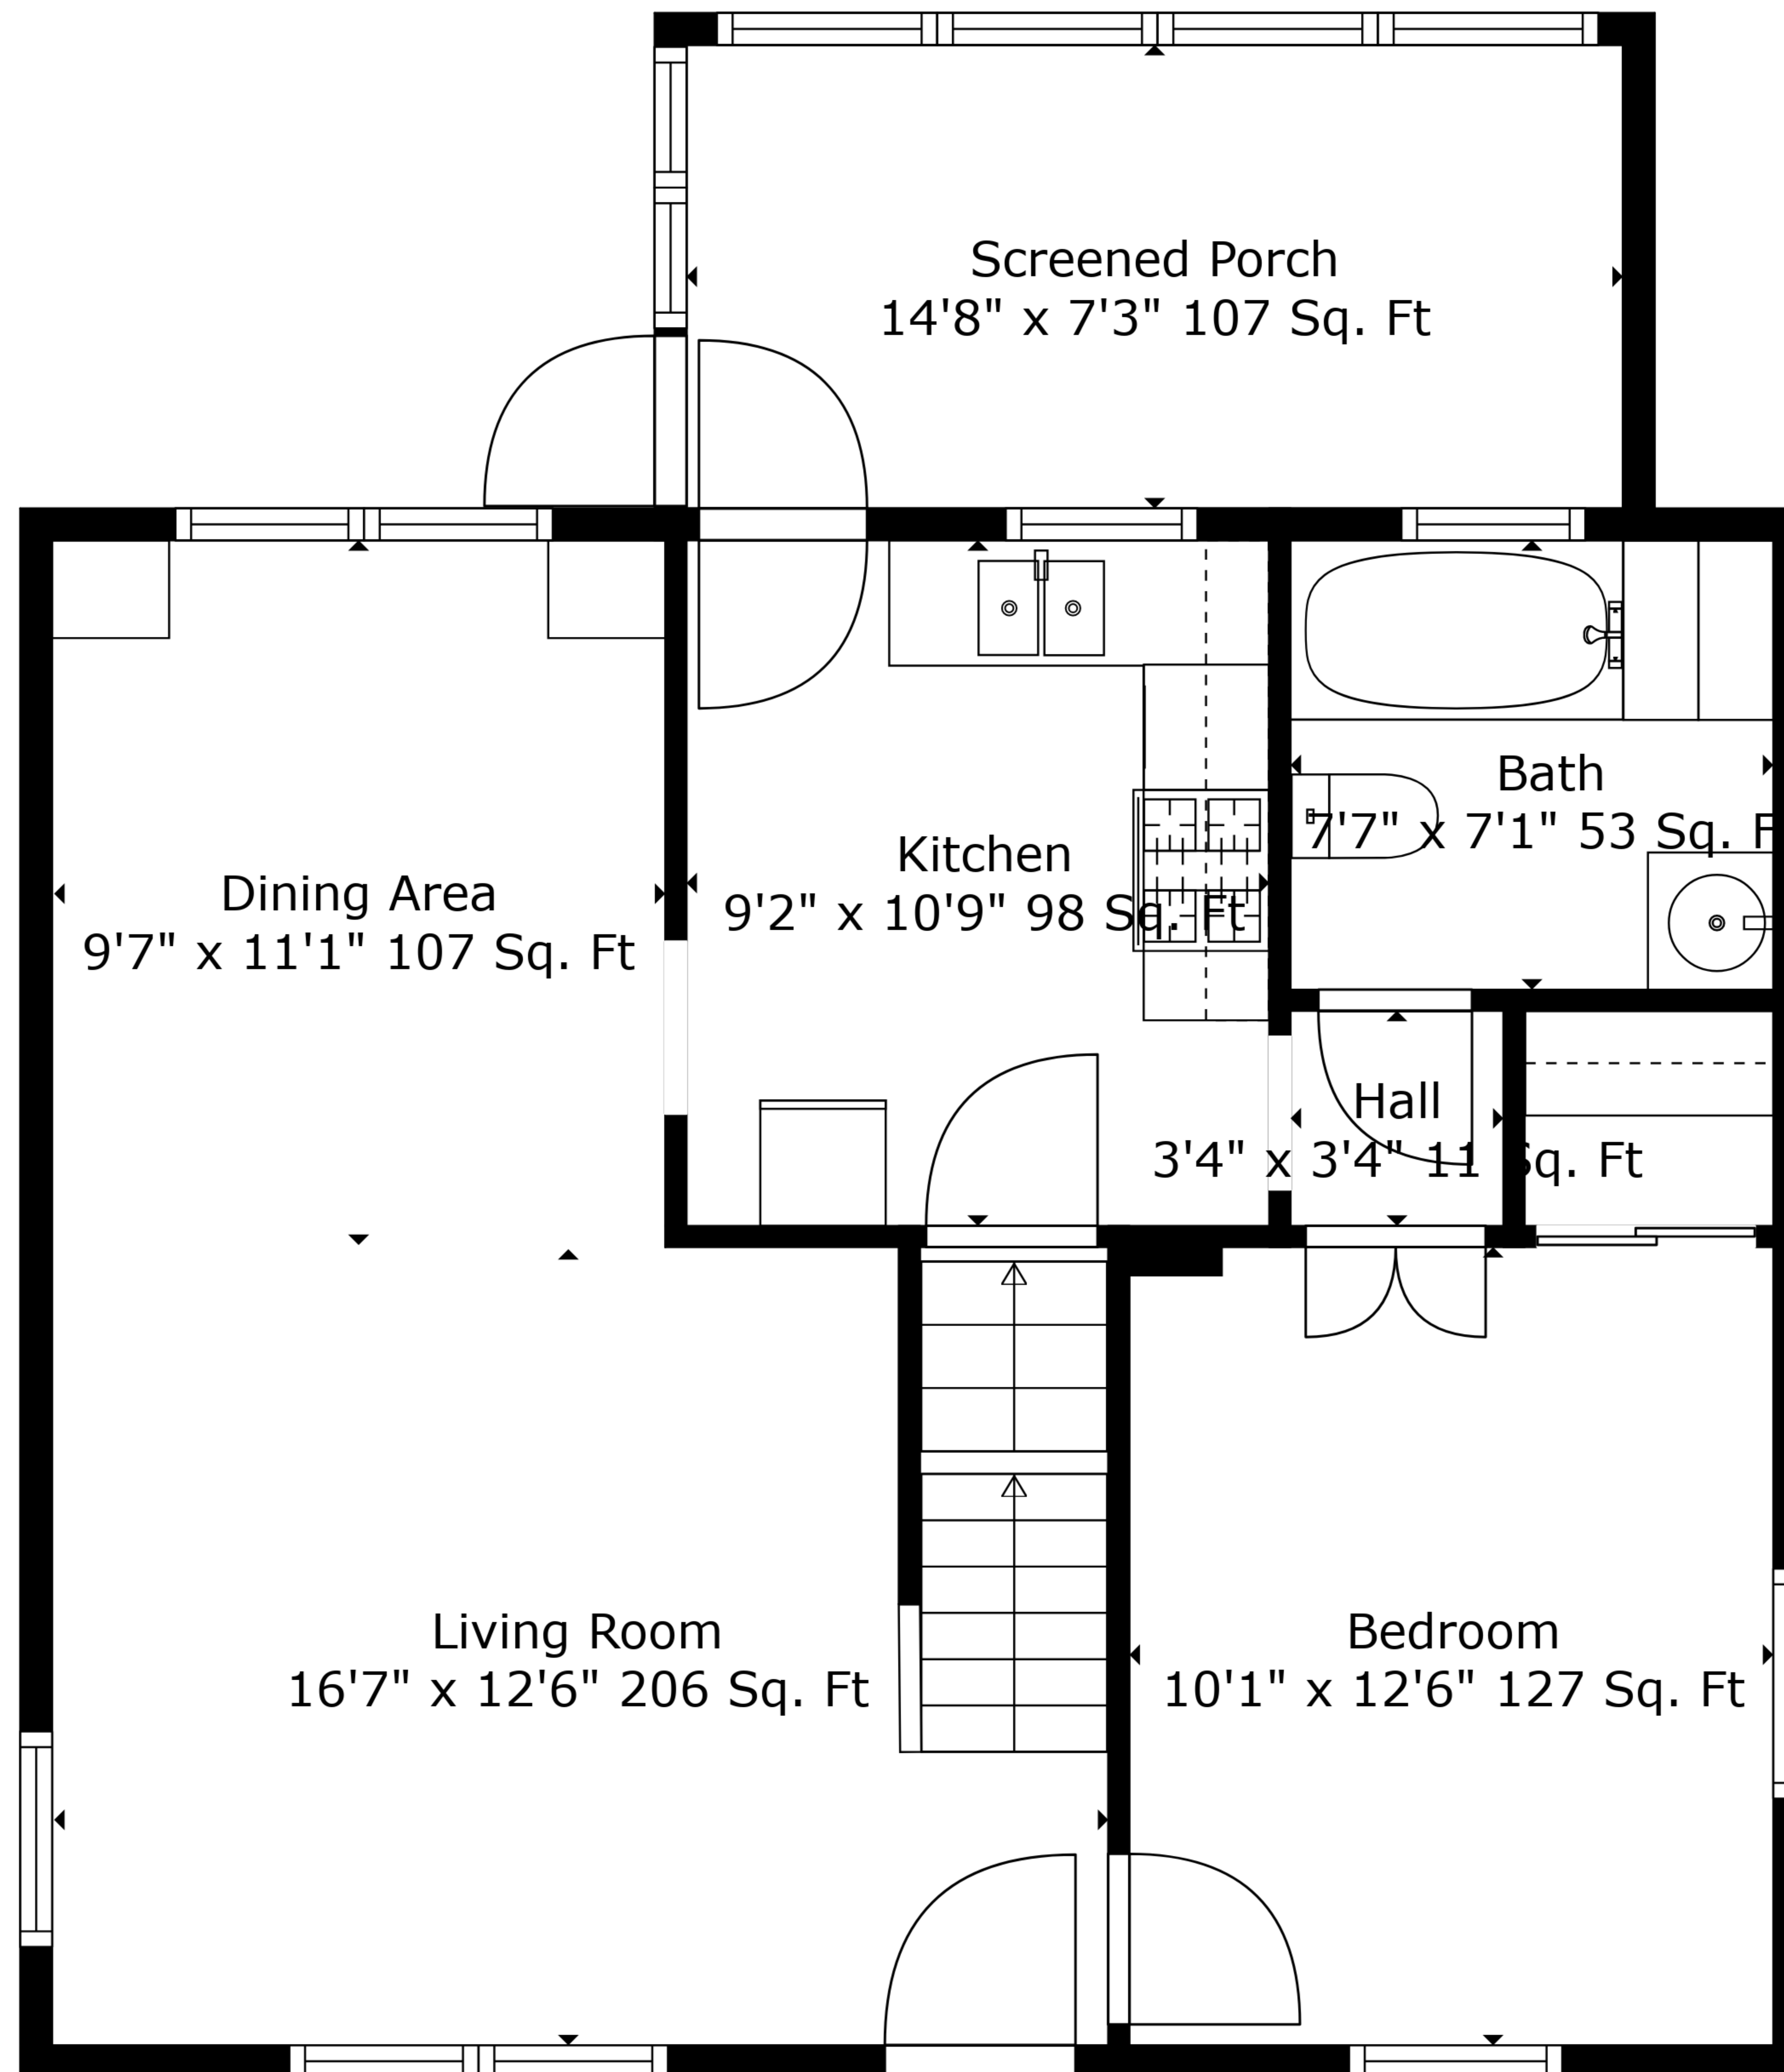 Screened Porch
14'8" x 7'3" 107 Sq. Ft
Bath
7'7" x 7'1" 53 Sq. F
Kitchen
9'2" x 10'9" 98 Sq. Ft
Dining Area
9'7" x 11'1" 107 Sq. Ft
Hall
3'4" x 3'4" 11 Sq. Ft
Living Room
16'7" x 12'6" 206 Sq. Ft
Bedroom
10'1" x 12'6" 127 Sq. Ft